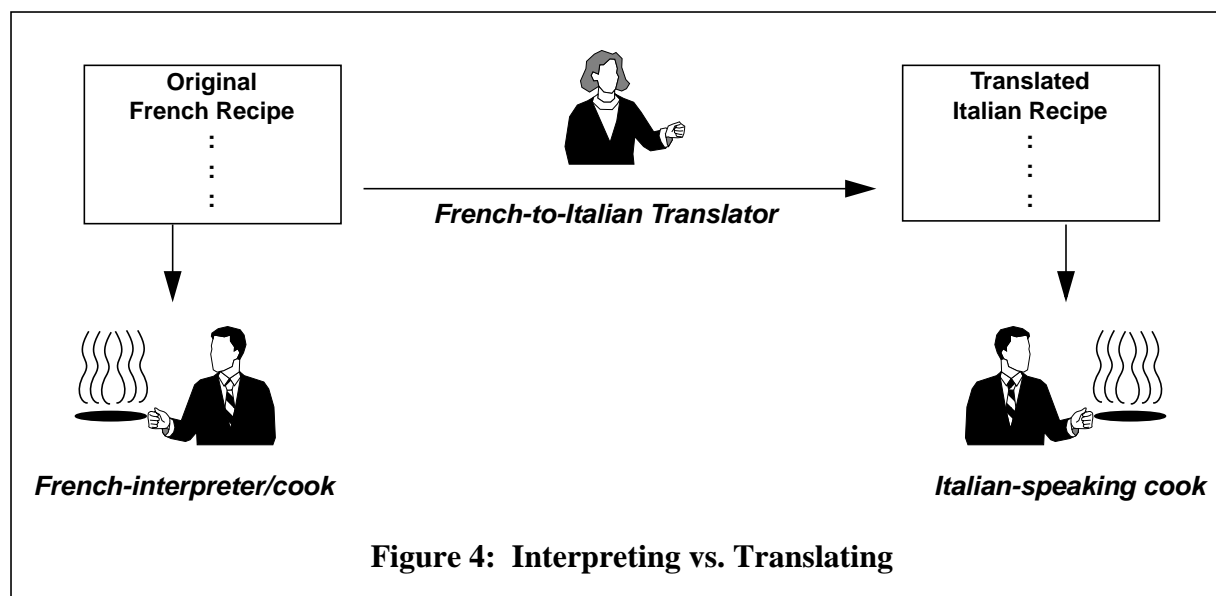 Original
French Recipe
:
:
:
Translated
Italian Recipe
:
:
:
French-to-Italian Translator
French-interpreter/cook
Italian-speaking cook
Figure 4: Interpreting vs. Translating